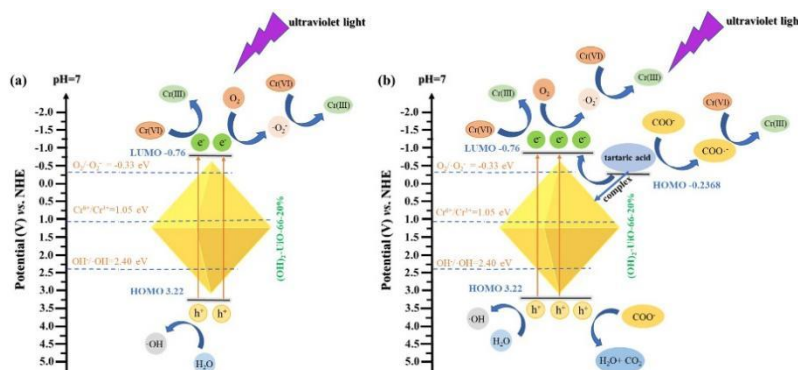 ultraviolet light
(a)
pH=7
Cr(III)
O₂
Cr(VI)
Cr(III)
Cr(VI)
e⁻
e⁻
·O₂⁻
LUMO -0.76
O₂/·O₂⁻ = -0.33 eV
Cr⁶⁺/Cr³⁺=1.05 eV
OH⁻/·OH=2.40 eV
HOMO 3.22
h⁺
h⁺
·OH
H₂O
(OH)₂-UiO-66-20%
Potential (V) vs. NHE
-2.0
-1.5
-1.0
-0.5
0.0
0.5
1.0
1.5
2.0
2.5
3.0
3.5
4.0
4.5
5.0
ultraviolet light
(b)
pH=7
Cr(VI)
Cr(III)
Cr(III)
O₂
·O₂⁻
Cr(VI)
Cr(VI)
Cr(III)
COO⁻
COO·⁻
e⁻
e⁻
e⁻
LUMO -0.76
tartaric acid
HOMO -0.2368
complex
O₂/·O₂⁻ = -0.33 eV
Cr⁶⁺/Cr³⁺=1.05 eV
OH⁻/·OH=2.40 eV
HOMO 3.22
h⁺
h⁺
h⁺
·OH
H₂O
COO⁻
H₂O+ CO₂
(OH)₂-UiO-66-20%
Potential (V) vs. NHE
-2.0
-1.5
-1.0
-0.5
0.0
0.5
1.0
1.5
2.0
2.5
3.0
3.5
4.0
4.5
5.0